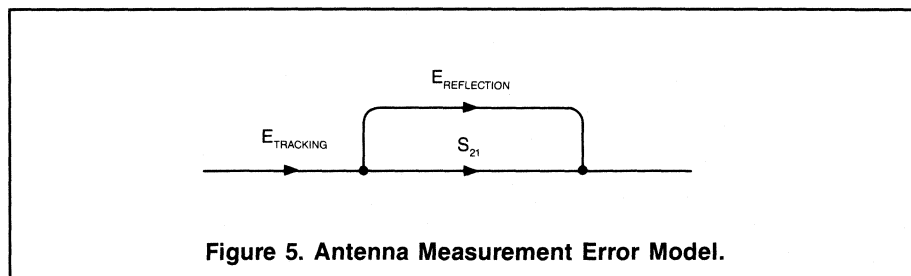 E_REFLECTION
E_TRACKING
S_21
Figure 5. Antenna Measurement Error Model.